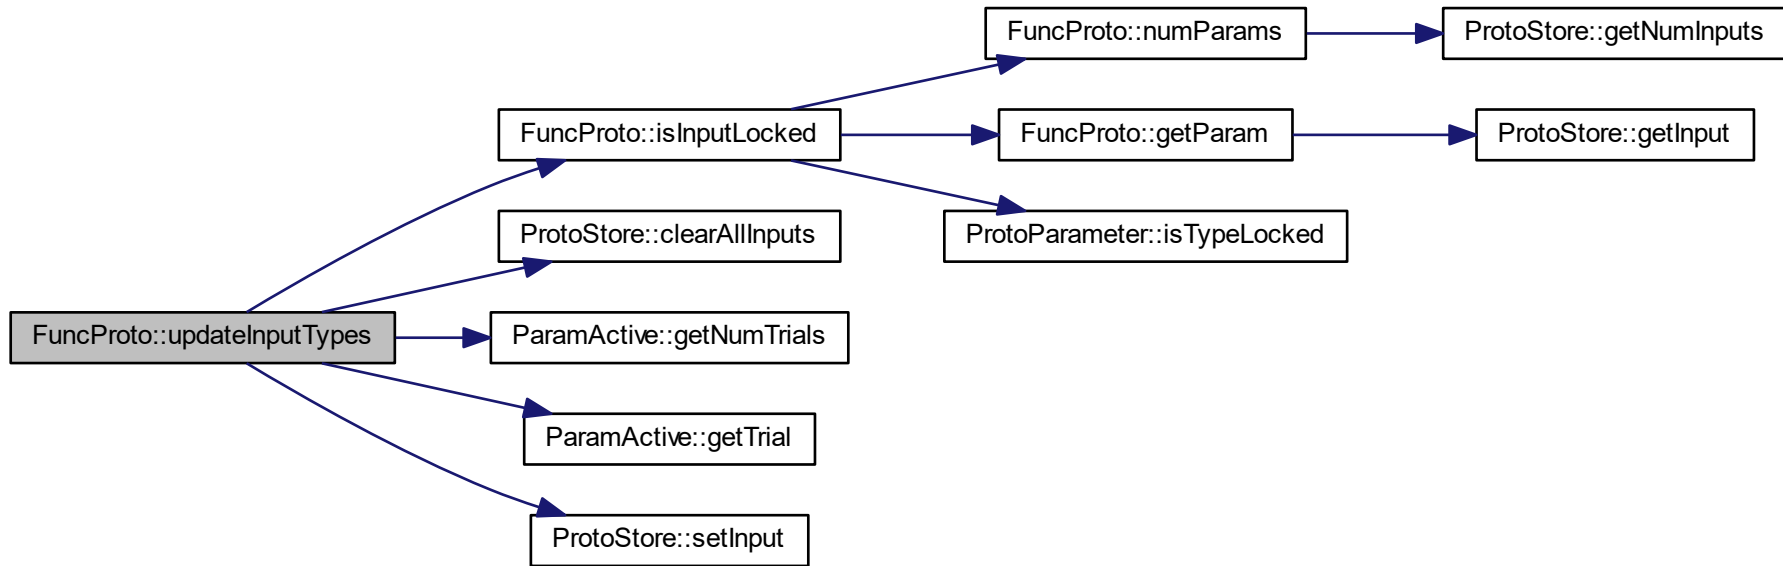 FuncProto::numParams
ProtoStore::getNumInputs
FuncProto::isInputLocked
FuncProto::getParam
ProtoStore::getInput
ProtoStore::clearAllInputs
ProtoParameter::isTypeLocked
FuncProto::updateInputTypes
ParamActive::getNumTrials
ParamActive::getTrial
ProtoStore::setInput